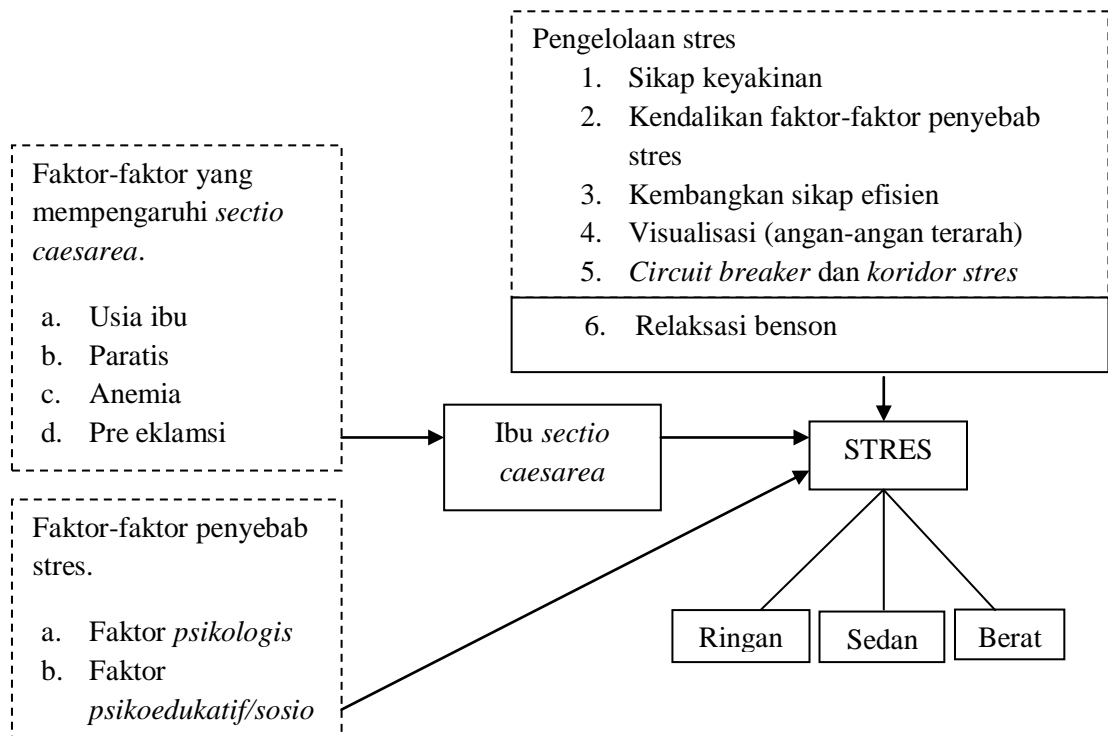 Pengelolaan stres
1. Sikap keyakinan
2. Kendalikan faktor-faktor penyebab
stres
3. Kembangkan sikap efisien
4. Visualisasi (angan-angan terarah)
5. Circuit breaker dan koridor stres
6. Relaksasi benson
Faktor-faktor yang
mempengaruhi sectio
caesarea.
a. Usia ibu
b. Paratis
c. Anemia
d. Pre eklamsi
Ibu sectio
caesarea
STRES
Faktor-faktor penyebab
stres.
a. Faktor psikologis
b. Faktor
psikoedukatif/sosio
Ringan
Sedan
Berat